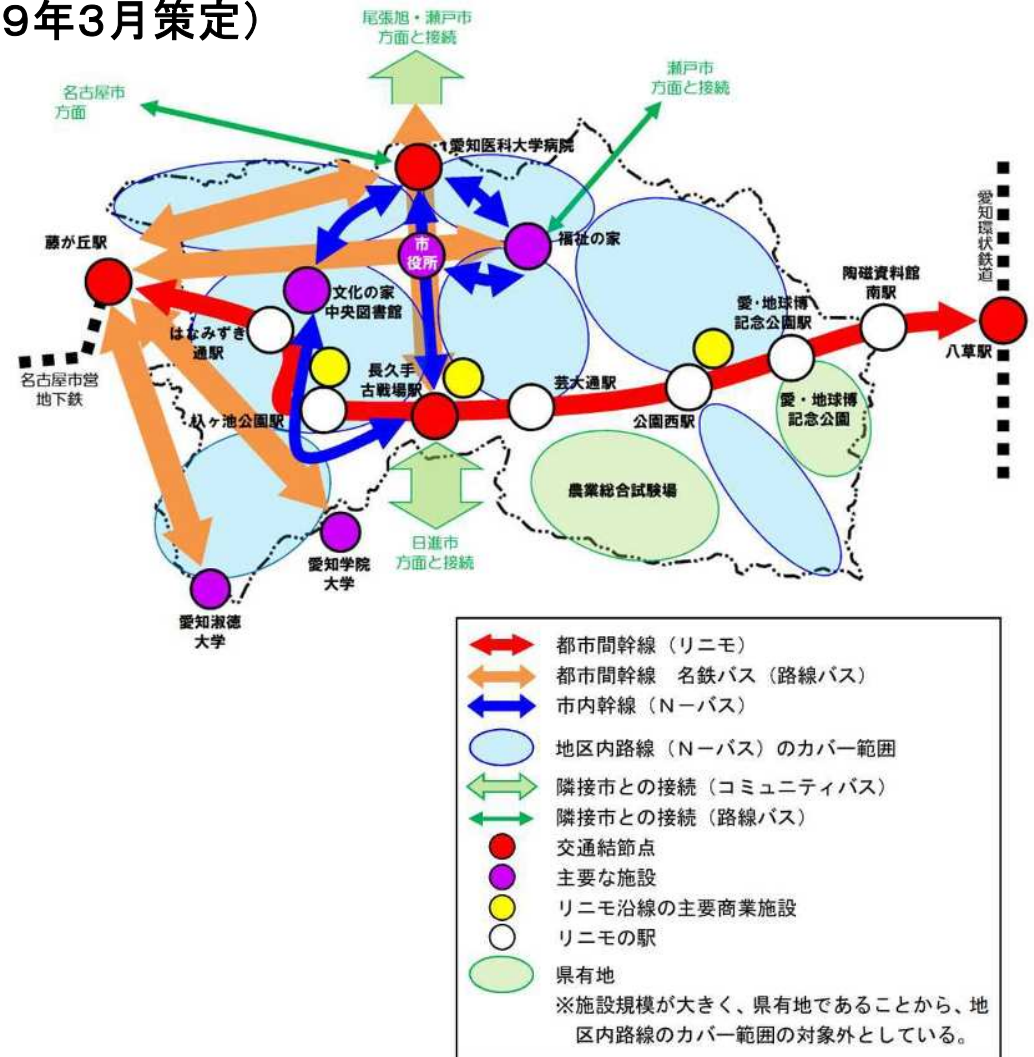 9年3月策定）
尾張旭・瀬戸市
方面と接続
瀬戸市
方面と接続
名古屋市
方面
愛知医科大学病院
愛知環状鉄道
藤が丘駅
市
役所
福祉の家
陶磁資料館
南駅
文化の家
中央図書館
愛・地球博
記念公園駅
はなみずき
通駅
八草駅
名古屋市営
地下鉄
長久手
古戦場駅
芸大通駅
杁ヶ池公園駅
公園西駅
愛・地球博
記念公園
農業総合試験場
日進市
方面と接続
愛知学院
大学
愛知淑徳
大学
都市間幹線（リニモ）
都市間幹線　名鉄バス（路線バス）
市内幹線（N－バス）
地区内路線（N－バス）のカバー範囲
隣接市との接続（コミュニティバス）
隣接市との接続（路線バス）
交通結節点
主要な施設
リニモ沿線の主要商業施設
リニモの駅
県有地
※施設規模が大きく、県有地であることから、地
区内路線のカバー範囲の対象外としている。